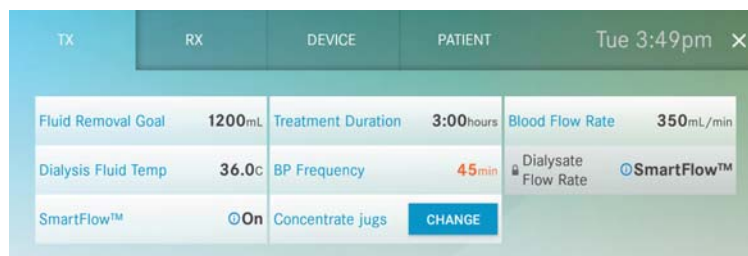 TX RX DEVICE PATIENT Tue 3:49pm ×
Fluid Removal Goal 1200mL Treatment Duration 3:00hours Blood Flow Rate 350mL/min
Dialysis Fluid Temp 36.0c BP Frequency 45min Dialysate Flow Rate SmartFlow™
SmartFlow™ On Concentrate jugs CHANGE